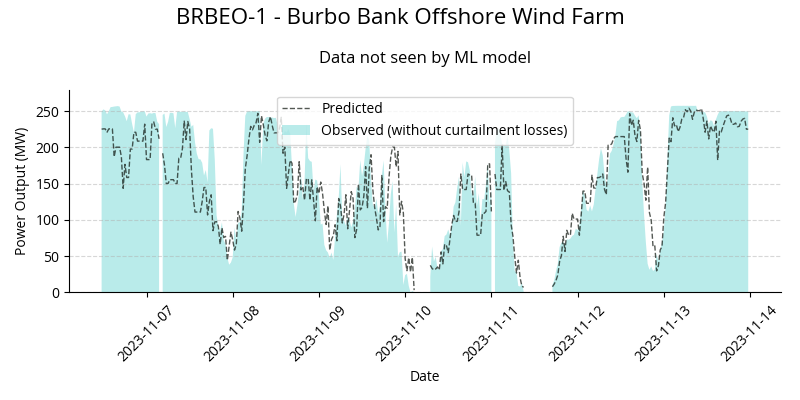 BRBEO-1 - Burbo Bank Offshore Wind Farm
Data not seen by ML model
Predicted
Observed (without curtailment losses)
Power Output (MW)
250
200
150
100
50
0
2023-11-07
2023-11-08
2023-11-09
2023-11-10
2023-11-11
2023-11-12
2023-11-13
2023-11-14
Date